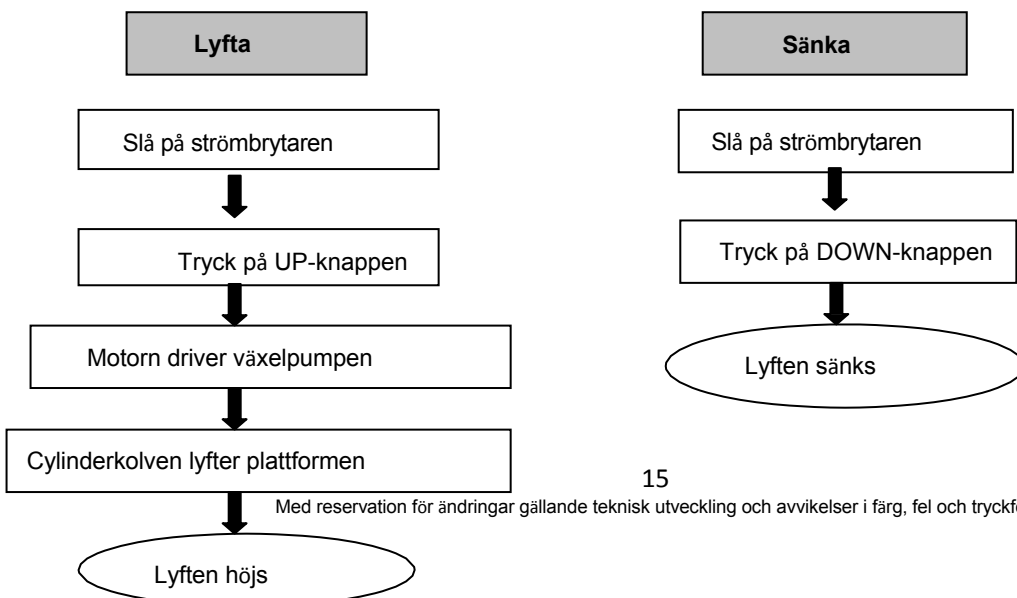 Lyfta
Slå på strömbrytaren
Tryck på UP-knappen
Motorn driver växelpumpen
Cylinderkolven lyfter plattformen
Lyften höjs
Sänka
Slå på strömbrytaren
Tryck på DOWN-knappen
Lyften sänks
15
Med reservation för ändringar gällande teknisk utveckling och avvikelser i färg, fel och